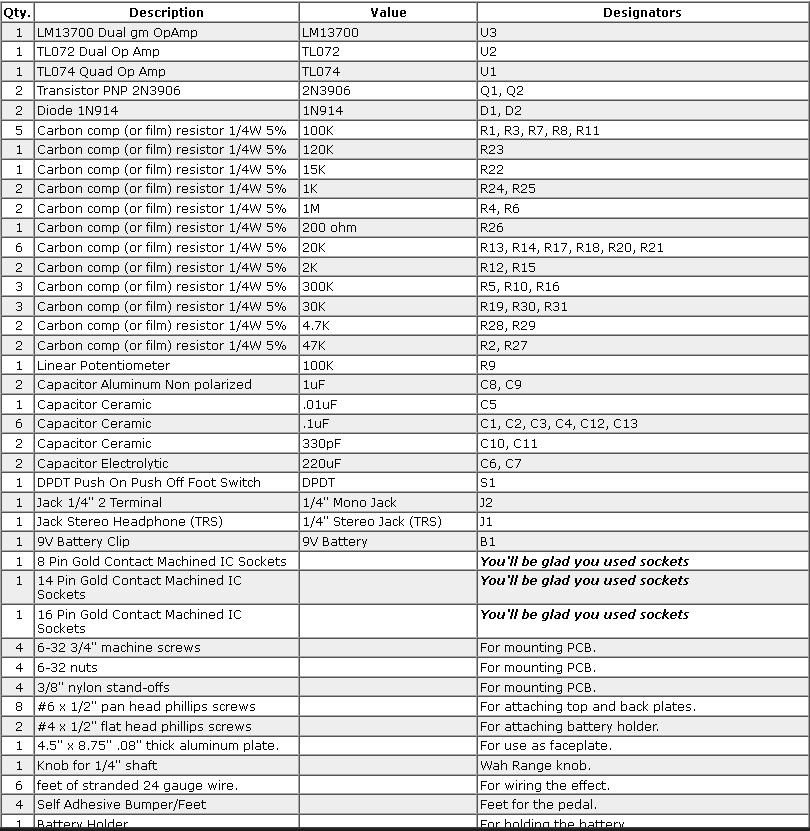 Qty. Description Value Designators
1 LM13700 Dual gm OpAmp LM13700 U3
1 TL072 Dual Op Amp TL072 U2
1 TL074 Quad Op Amp TL074 U1
2 Transistor PNP 2N3906 2N3906 Q1, Q2
2 Diode 1N914 1N914 D1, D2
5 Carbon comp (or film) resistor 1/4W 5% 100K R1, R3, R7, R8, R11
1 Carbon comp (or film) resistor 1/4W 5% 120K R23
1 Carbon comp (or film) resistor 1/4W 5% 15K R22
2 Carbon comp (or film) resistor 1/4W 5% 1K R24, R25
2 Carbon comp (or film) resistor 1/4W 5% 1M R4, R6
1 Carbon comp (or film) resistor 1/4W 5% 200 ohm R26
6 Carbon comp (or film) resistor 1/4W 5% 20K R13, R14, R17, R18, R20, R21
2 Carbon comp (or film) resistor 1/4W 5% 2K R12, R15
3 Carbon comp (or film) resistor 1/4W 5% 300K R5, R10, R16
3 Carbon comp (or film) resistor 1/4W 5% 30K R19, R30, R31
2 Carbon comp (or film) resistor 1/4W 5% 4.7K R28, R29
2 Carbon comp (or film) resistor 1/4W 5% 47K R2, R27
1 Linear Potentiometer 100K R9
2 Capacitor Aluminum Non polarized 1uF C8, C9
1 Capacitor Ceramic .01uF C5
6 Capacitor Ceramic .1uF C1, C2, C3, C4, C12, C13
2 Capacitor Ceramic 330pF C10, C11
2 Capacitor Electrolytic 220uF C6, C7
1 DPDT Push On Push Off Foot Switch DPDT S1
1 Jack 1/4" 2 Terminal 1/4" Mono Jack J2
1 Jack Stereo Headphone (TRS) 1/4" Stereo Jack (TRS) J1
1 9V Battery Clip 9V Battery B1
1 8 Pin Gold Contact Machined IC Sockets You'll be glad you used sockets
1 14 Pin Gold Contact Machined IC You'll be glad you used sockets
Sockets
1 16 Pin Gold Contact Machined IC You'll be glad you used sockets
Sockets
4 6-32 3/4" machine screws For mounting PCB.
4 6-32 nuts For mounting PCB.
4 3/8" nylon stand-offs For mounting PCB.
8 #6 x 1/2" pan head phillips screws For attaching top and back plates.
2 #4 x 1/2" flat head phillips screws For attaching battery holder.
1 4.5" x 8.75" .08" thick aluminum plate. For use as faceplate.
1 Knob for 1/4" shaft Wah Range knob.
6 feet of stranded 24 gauge wire. For wiring the effect.
4 Self Adhesive Bumper/Feet Feet for the pedal.
1 Battery Holder For holding the battery